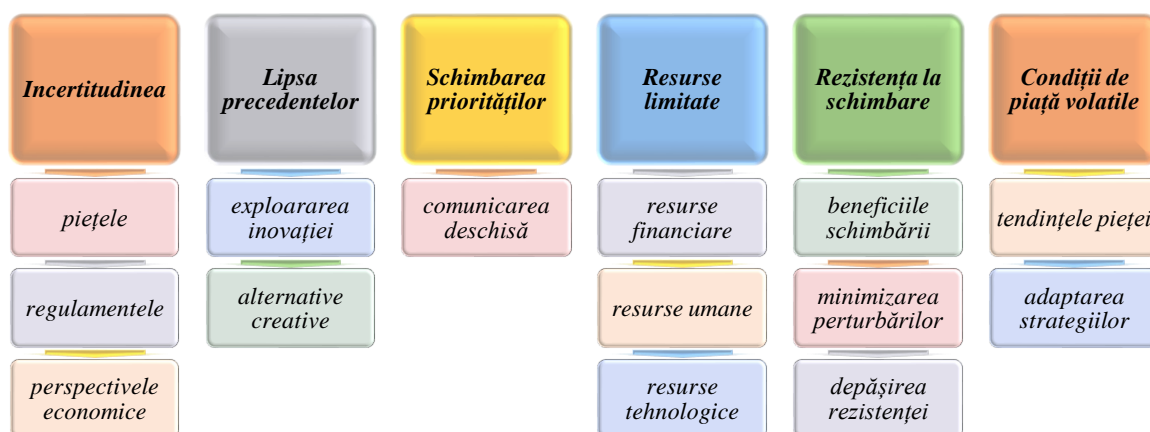 Incertitudinea
piețele
regulamentele
perspectivele
economice
Lipsa
precedentelor
exploararea
inovației
alternative
creative
Schimbarea
priorităților
comunicarea
deschisă
Resurse
limitate
resurse
financiare
resurse umane
resurse
tehnologice
Rezistența la
schimbare
beneficiile
schimbării
minimizarea
perturbărilor
depășirea
rezistenței
Condiții de
piață volatile
tendințele pieței
adaptarea
strategiilor